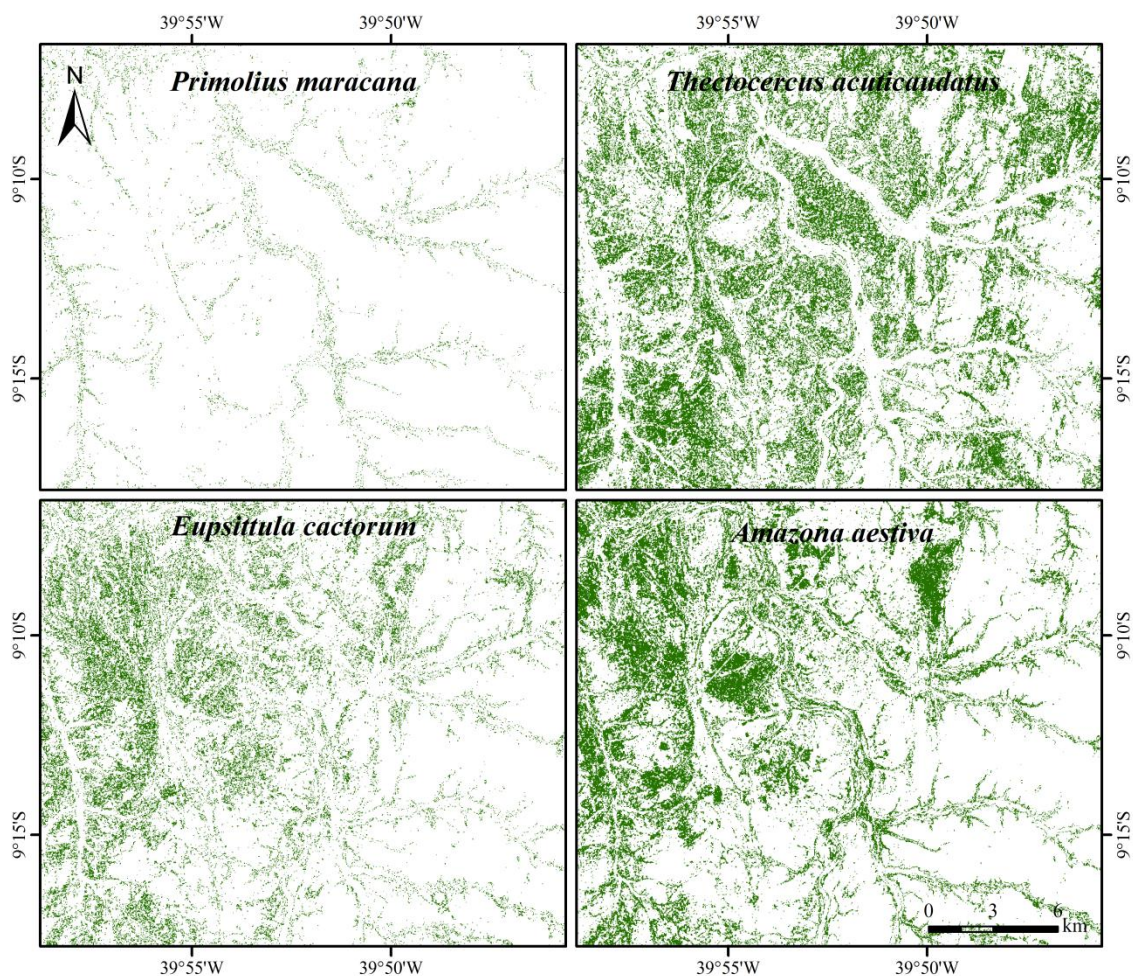 39°55'W 39°50'W 39°55'W 39°50'W
N
Primolius maracana
Thectocercus acuticaudatus
9°10'S 9°10'S
9°15'S 9°15'S
Eupsittula cactorum
Amazona aestiva
9°10'S 9°10'S
9°15'S 9°15'S
0 3 6
km
39°55'W 39°50'W 39°55'W 39°50'W